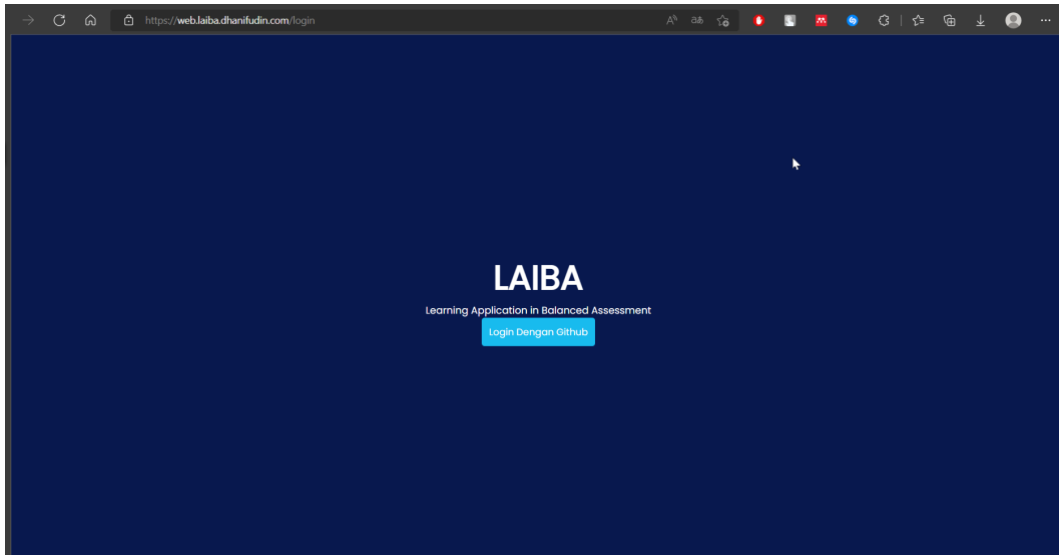 https://web.laiba.dhanifudin.com/login
LAIBA
Learning Application in Balanced Assessment
Login Dengan Github